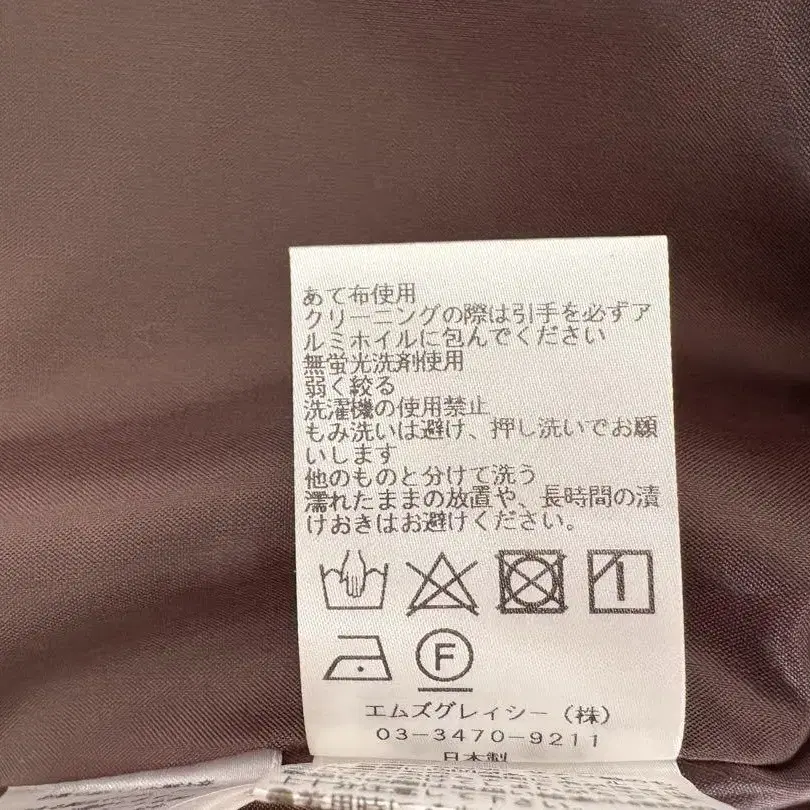 あて布使用
クリーニングの際は引手を必ずア
ルミホイルに包んでください
無蛍光洗剤使用
弱く絞る
洗濯機の使用禁止
もみ洗いは避け、押し洗いでお願
いします
他のものと分けて洗う
濡れたままの放置や、長時間の漬
けおきはお避けください。
F
エムズグレイシー（株）
03-3470-9211
日本製